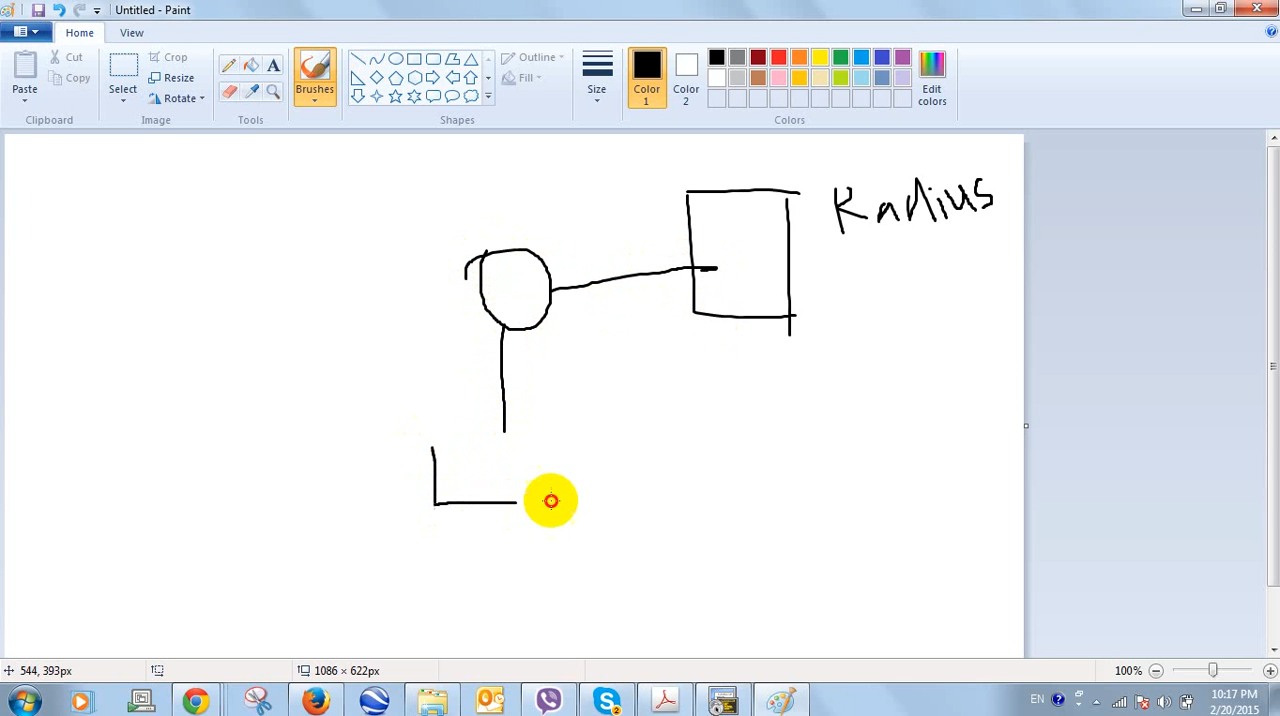 Untitled - Paint
Home
View
Paste
Cut
Copy
Clipboard
Select
Crop
Resize
Rotate
Image
Tools
Brushes
Shapes
Outline
Fill
Size
Color 1
Color 2
Edit colors
Colors
Radius
544, 393px
1086 × 622px
100%
EN
10:17 PM
2/20/2015